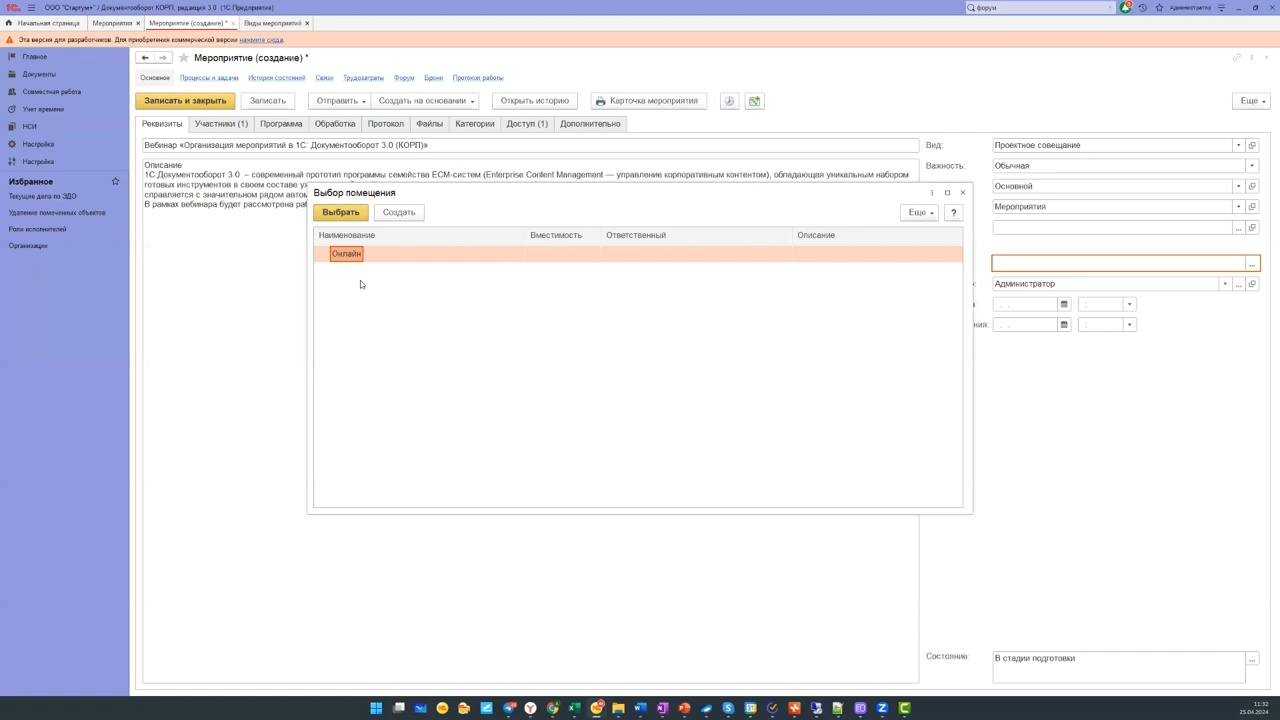 ООО "Стартум+" / Документооборот КОРП, редакция 3.0 (1С:Предприятие)
форум
Администратор
Начальная страница
Мероприятия ×
Мероприятие (создание) * ×
Виды мероприятий ×
Эта версия для разработчиков. Для приобретения коммерческой версии нажмите сюда.
Главное
Документы
Совместная работа
Учет времени
НСИ
Настройка
Настройка
Избранное
Текущие дела по ЭДО
Удаление помеченных объектов
Роли исполнителей
Организации
Мероприятие (создание) *
Основное Процессы и задачи История состояний Связи Трудозатраты Форум Брони Протокол работы
Записать и закрыть Записать Отправить Создать на основании Открыть историю Карточка мероприятия Еще
Реквизиты Участники (1) Программа Обработка Протокол Файлы Категории Доступ (1) Дополнительно
Вебинар «Организация мероприятий в 1С: Документооборот 3.0 (КОРП)»
Описание
1С:Документооборот 3.0 – современный прототип программы семейства ECM-систем (Enterprise Content Management — управление корпоративным контентом), обладающая уникальным набором
готовых инструментов в своем составе
справляется с значительном рядом
В рамках вебинара будет рассмотрена
Вид: Проектное совещание
Важность: Обычная
Основной
Мероприятия
Администратор
Состояние: В стадии подготовки
Выбор помещения
Выбрать Создать Еще ?
Наименование Вместимость Ответственный Описание
Онлайн
11:32
25.04.2024